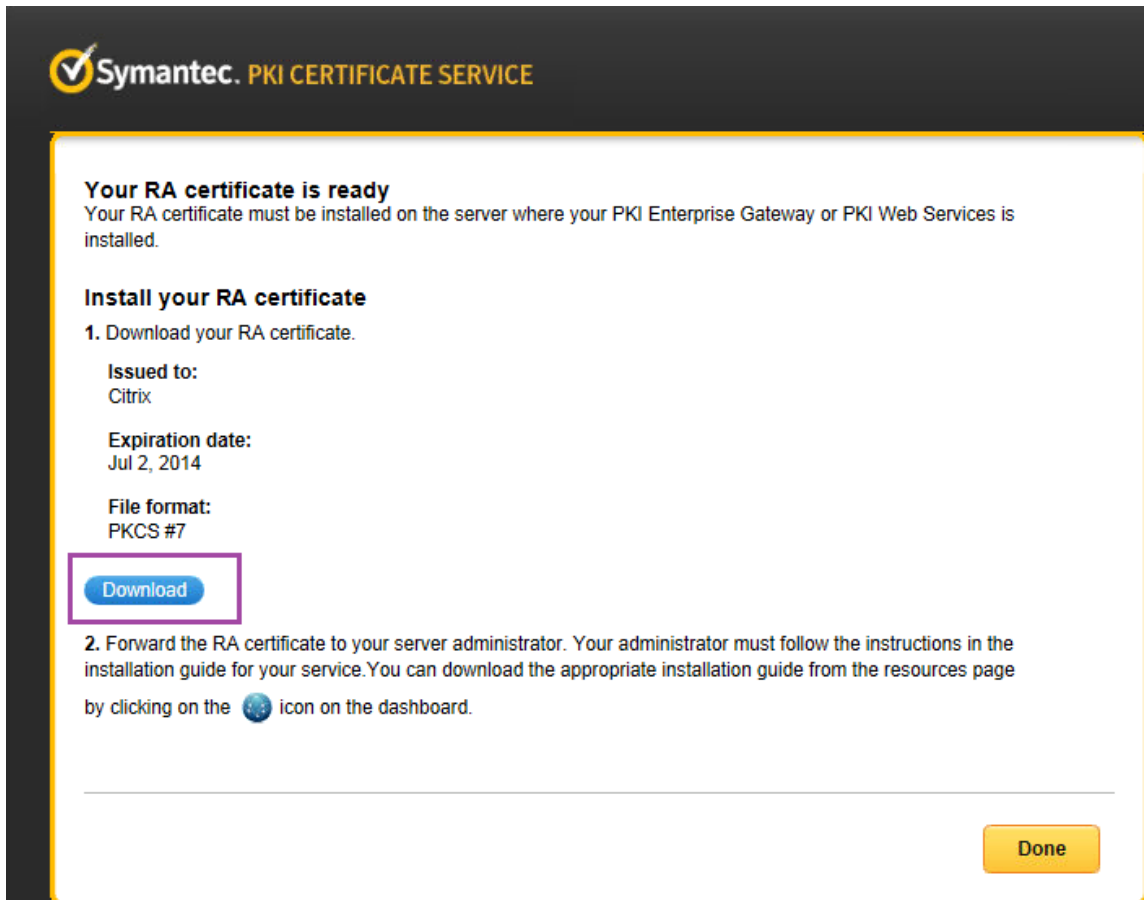 Symantec. PKI CERTIFICATE SERVICE
Your RA certificate is ready
Your RA certificate must be installed on the server where your PKI Enterprise Gateway or PKI Web Services is
installed.
Install your RA certificate
1. Download your RA certificate.
Issued to:
Citrix
Expiration date:
Jul 2, 2014
File format:
PKCS #7
Download
2. Forward the RA certificate to your server administrator. Your administrator must follow the instructions in the
installation guide for your service.You can download the appropriate installation guide from the resources page
by clicking on the icon on the dashboard.
Done